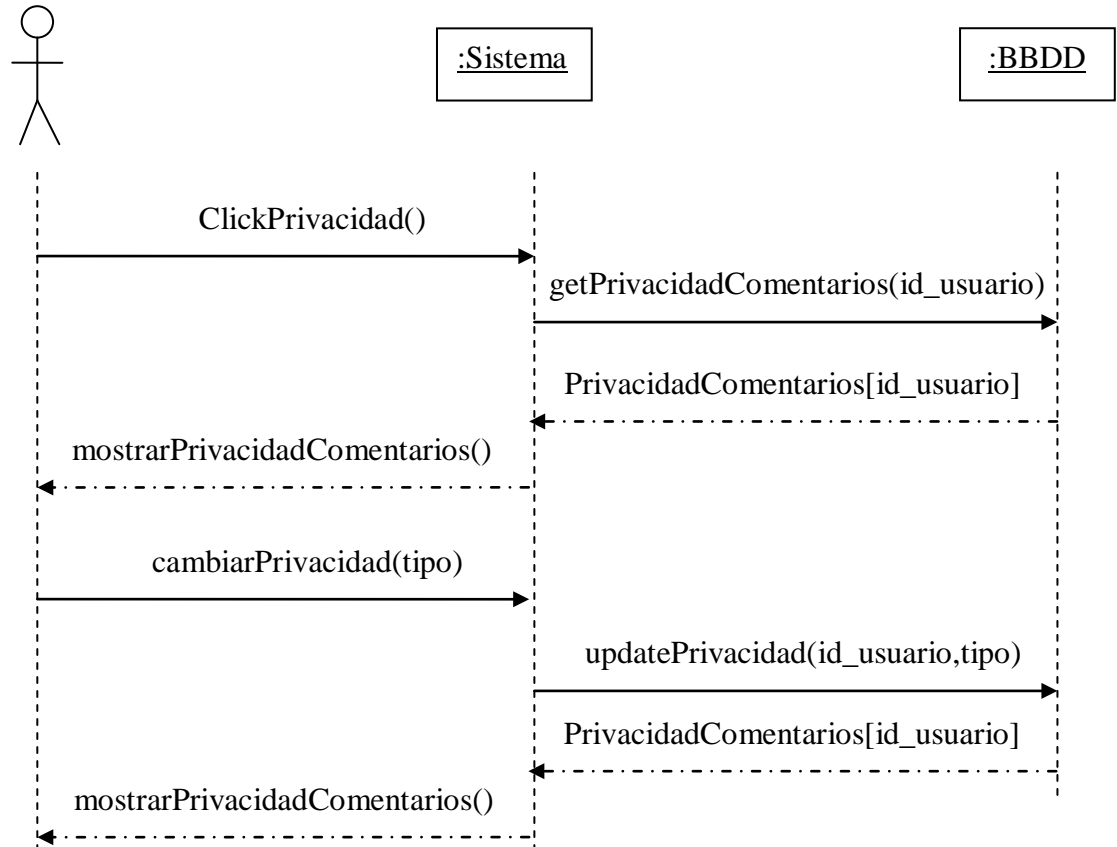 :Sistema
:BBDD
ClickPrivacidad()
getPrivacidadComentarios(id_usuario)
PrivacidadComentarios[id_usuario]
mostrarPrivacidadComentarios()
cambiarPrivacidad(tipo)
updatePrivacidad(id_usuario,tipo)
PrivacidadComentarios[id_usuario]
mostrarPrivacidadComentarios()